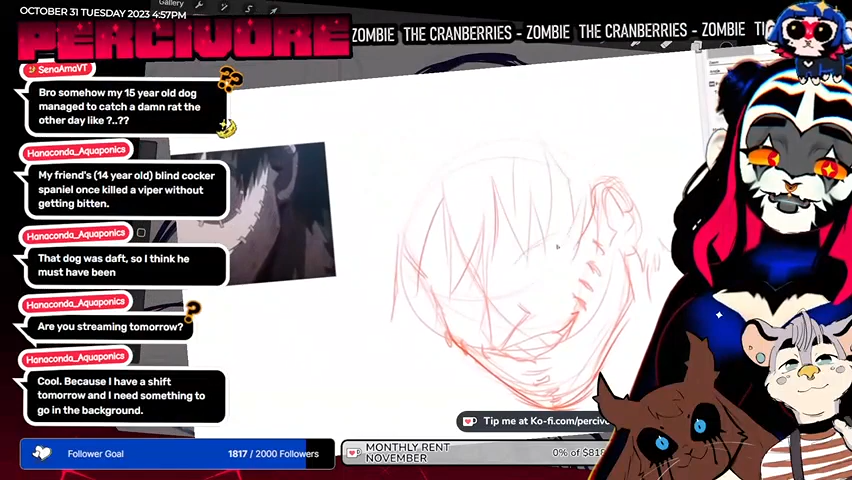 Gallery
OCTOBER 31 TUESDAY 2023 4:57PM
PERCIVORE
ZOMBIE THE CRANBERRIES - ZOMBIE THE CRANBERRIES - ZOMBIE
SenaAmaVT
Bro somehow my 15 year old dog
managed to catch a damn rat the
other day like ?..??
Hanaconda_Aquaponics
My friend's (14 year old) blind cocker
spaniel once killed a viper without
getting bitten.
Hanaconda_Aquaponics
That dog was daft, so I think he
must have been
Hanaconda_Aquaponics
Are you streaming tomorrow?
Hanaconda_Aquaponics
Cool. Because I have a shift
tomorrow and I need something to
go in the background.
Tip me at Ko-fi.com/percivo
Follower Goal 1817 / 2000 Followers
MONTHLY RENT
NOVEMBER
0% of $818